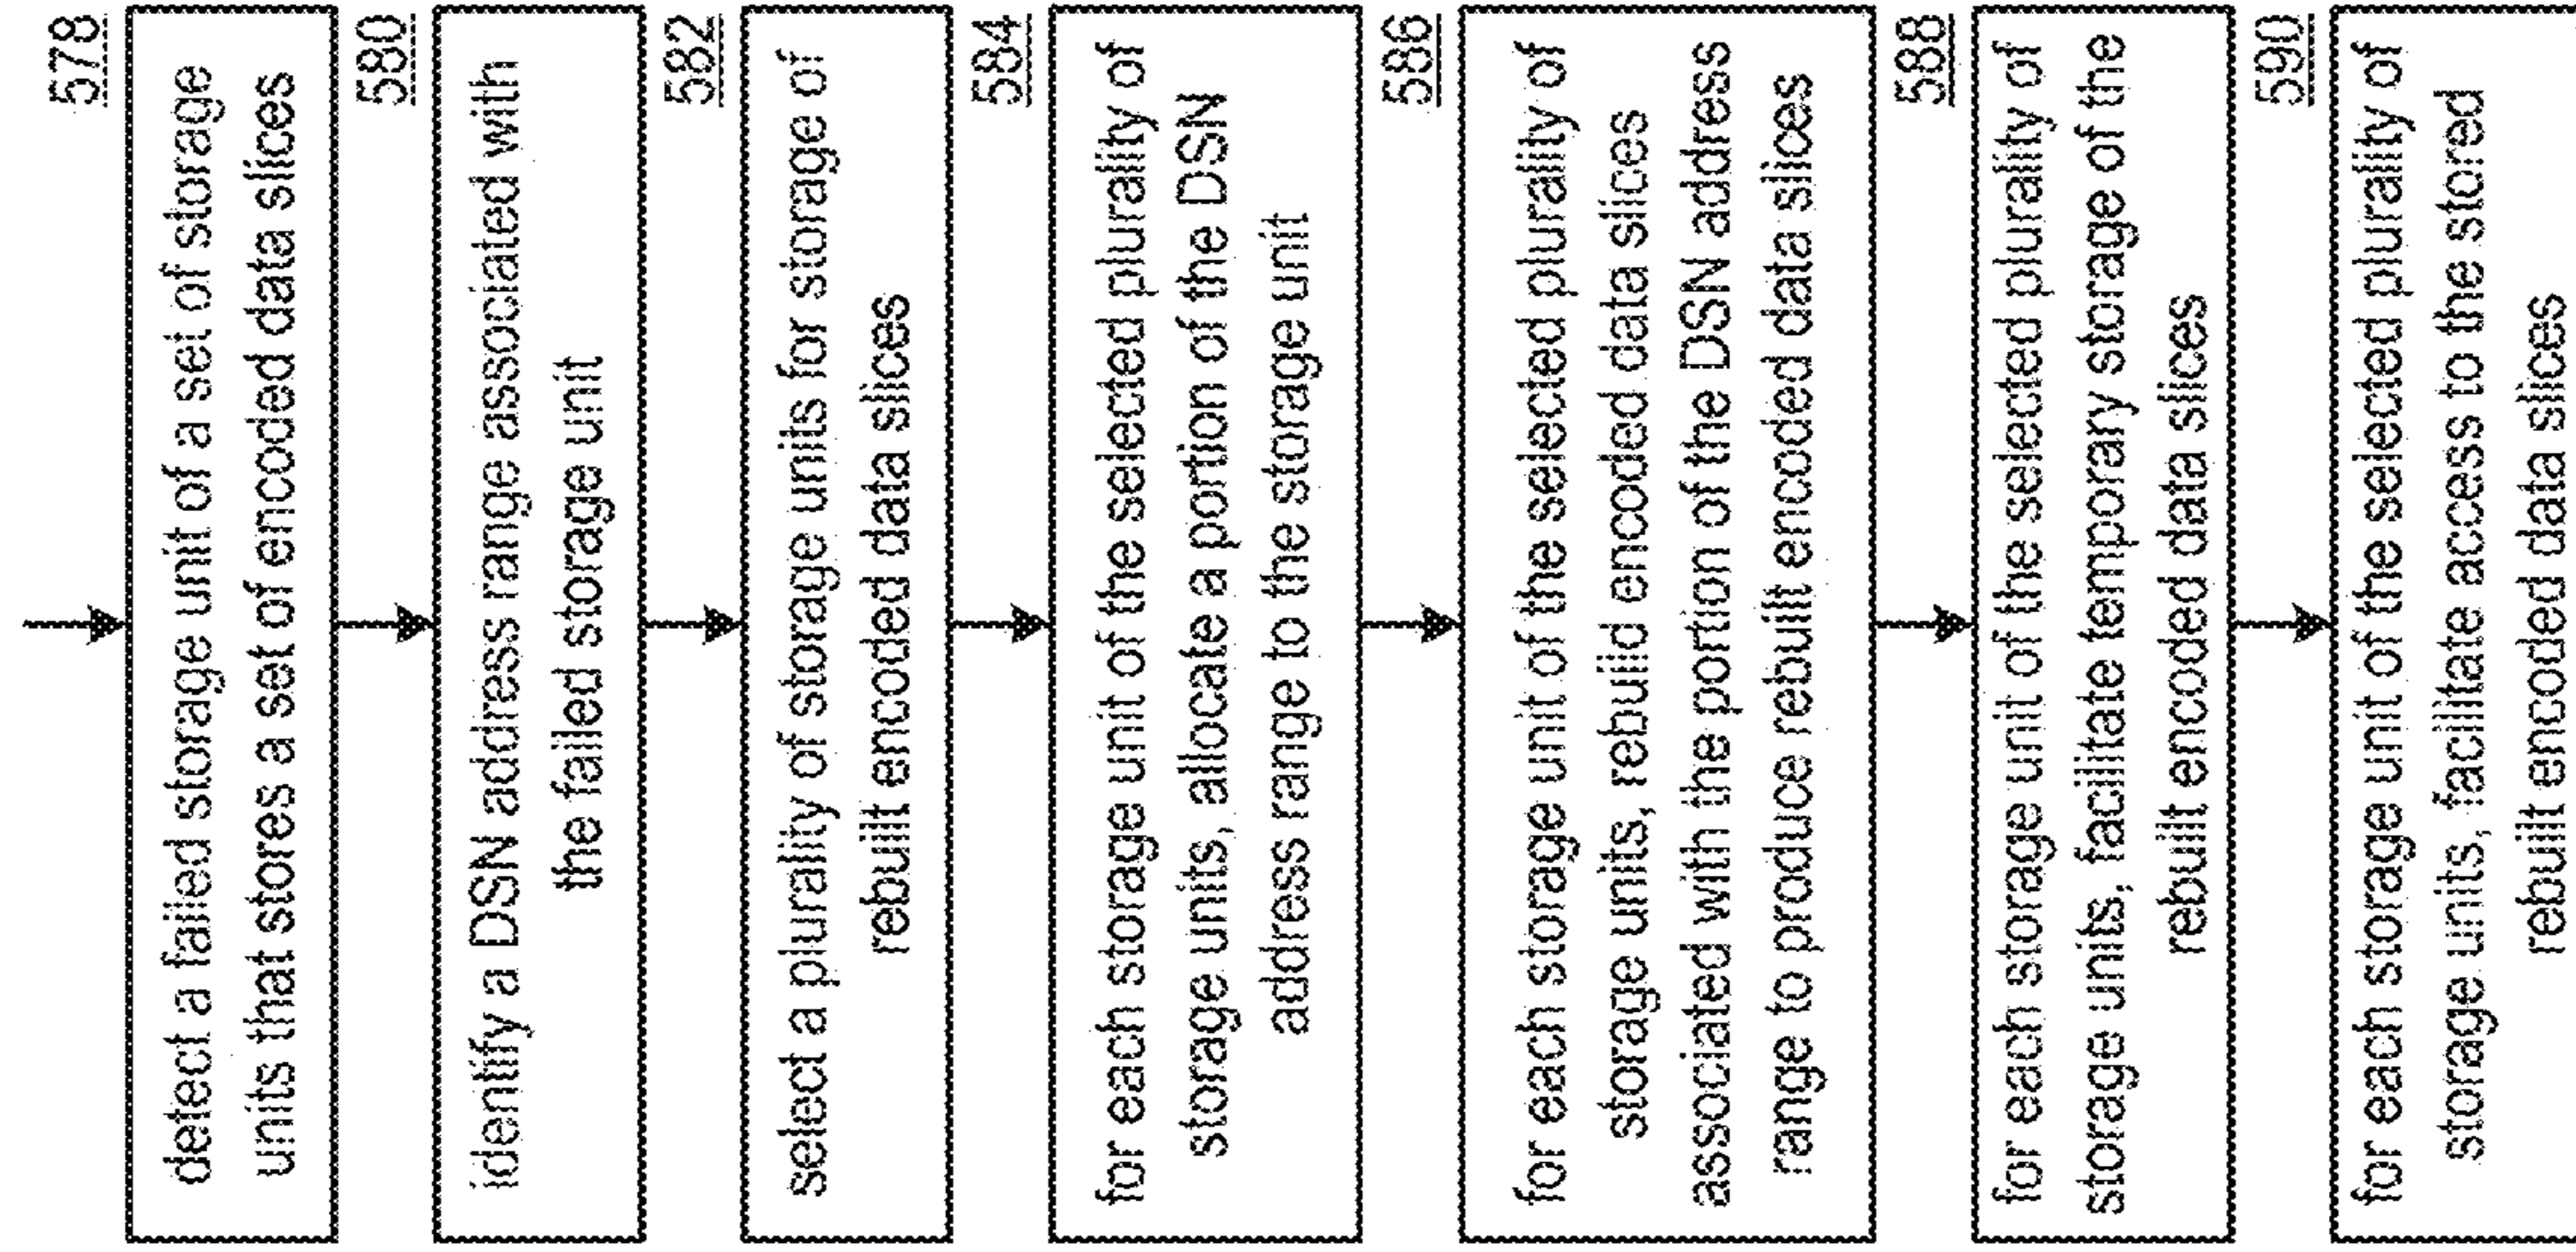 578
detect a failed storage unit of a set of storage
units that stores a set of encoded data slices
580
identify a DSN address range associated with
the failed storage unit
582
select a plurality of storage units for storage of
rebuilt encoded data slices
584
for each storage unit of the selected plurality of
storage units, allocate a portion of the DSN
address range to the storage unit
586
for each storage unit of the selected plurality of
storage units, rebuild encoded data slices
associated with the portion of the DSN address
range to produce rebuilt encoded data slices
588
for each storage unit of the selected plurality of
storage units, facilitate temporary storage of the
rebuilt encoded data slices
590
for each storage unit of the selected plurality of
storage units, facilitate access to the stored
rebuilt encoded data slices